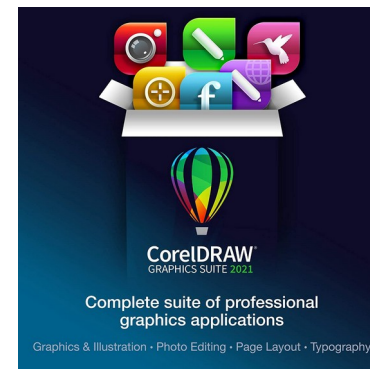 f
CorelDRAW®
GRAPHICS SUITE 2021
Complete suite of professional
graphics applications
Graphics & Illustration • Photo Editing • Page Layout • Typography